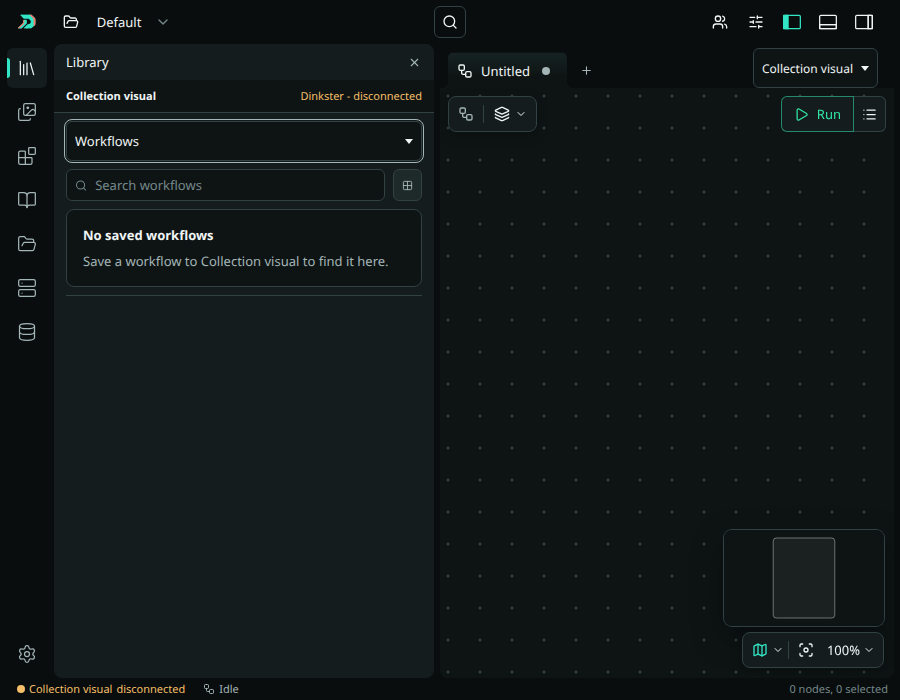 Default
Library
Untitled
Collection visual
Collection visual
Dinkster - disconnected
Run
Workflows
Search workflows
No saved workflows
Save a workflow to Collection visual to find it here.
100%
Collection visual disconnected
Idle
0 nodes, 0 selected